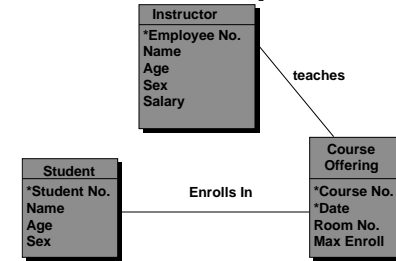 Instructor
*Employee No.
Name
Age
Sex
Salary
teaches
Course
Offering
*Course No.
*Date
Room No.
Max Enroll
Student
*Student No.
Name
Age
Sex
Enrolls In